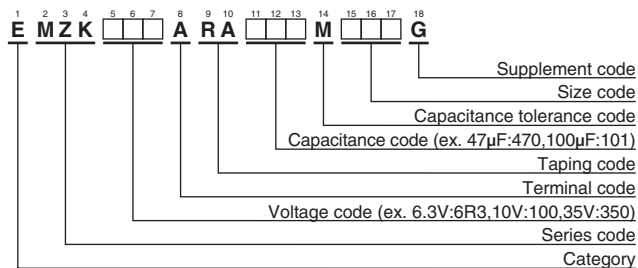 1 2 3 4 5 6 7 8 9 10 11 12 13 14 15 16 17 18
E M Z K A R A M G
Supplement code
Size code
Capacitance tolerance code
Capacitance code (ex. 47µF:470,100µF:101)
Taping code
Terminal code
Voltage code (ex. 6.3V:6R3,10V:100,35V:350)
Series code
Category